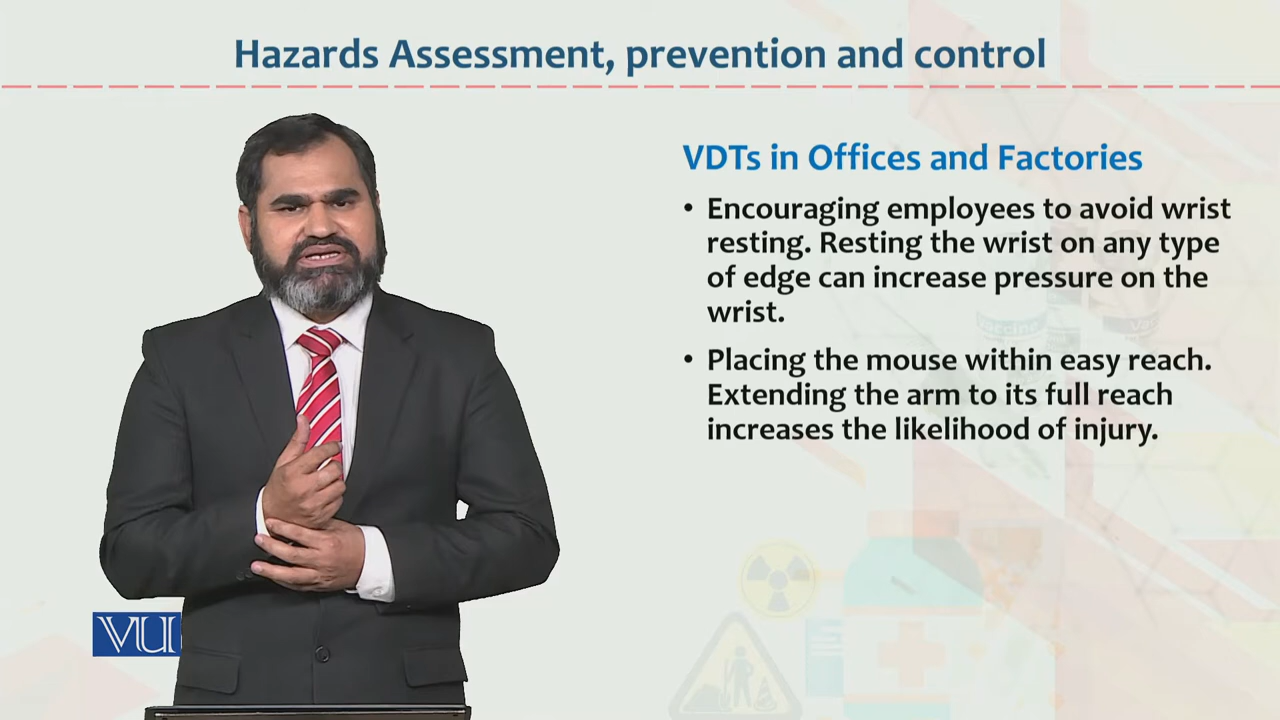 Hazards Assessment, prevention and control
VDTs in Offices and Factories
• Encouraging employees to avoid wrist
resting. Resting the wrist on any type
of edge can increase pressure on the
wrist.
• Placing the mouse within easy reach.
Extending the arm to its full reach
increases the likelihood of injury.
vaccine
VU